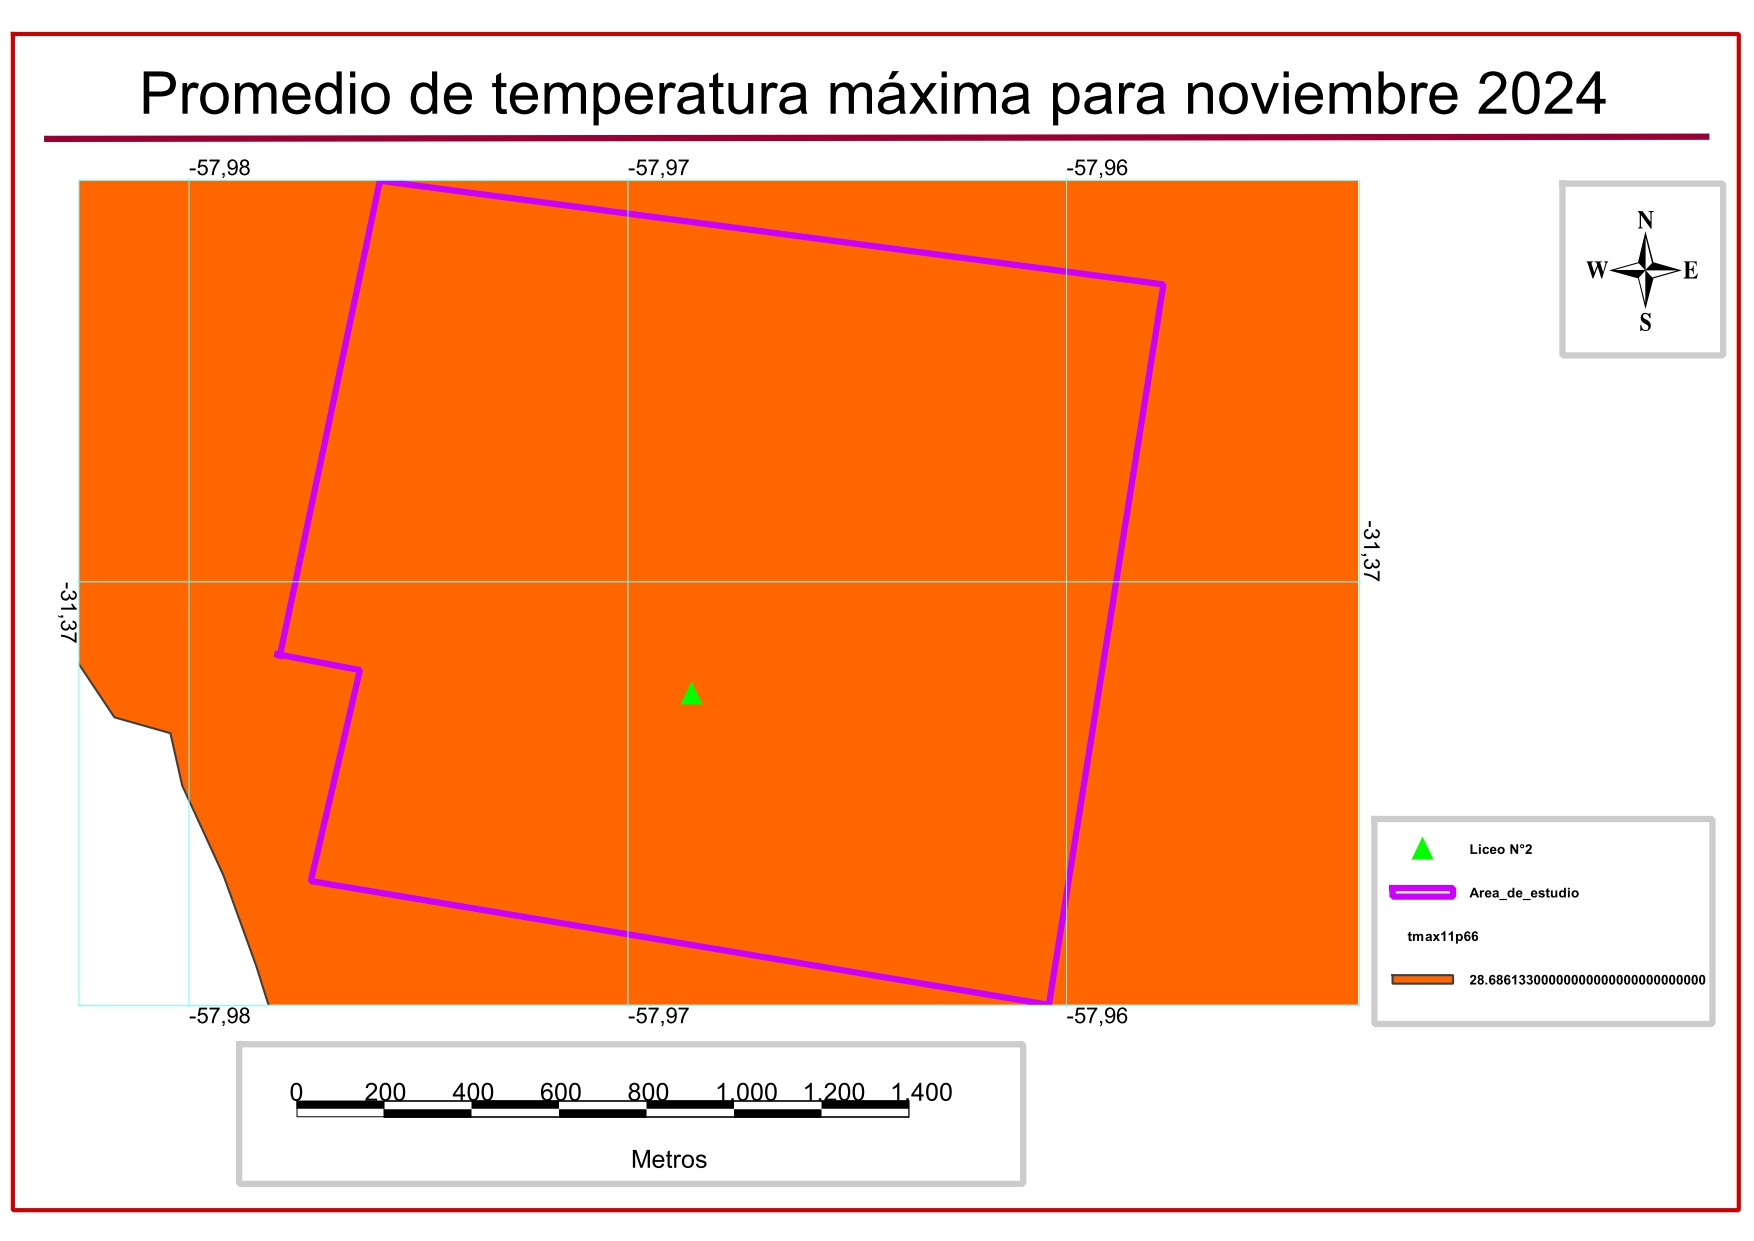 Promedio de temperatura máxima para noviembre 2024
-57,98
-57,97
-57,96
N
W
E
S
-31,37
-31,37
Liceo N°2
Area_de_estudio
tmax11p66
28.686133000000000000000000000
-57,98
-57,97
-57,96
0
200
400
600
800
1.000
1.200
1.400
Metros